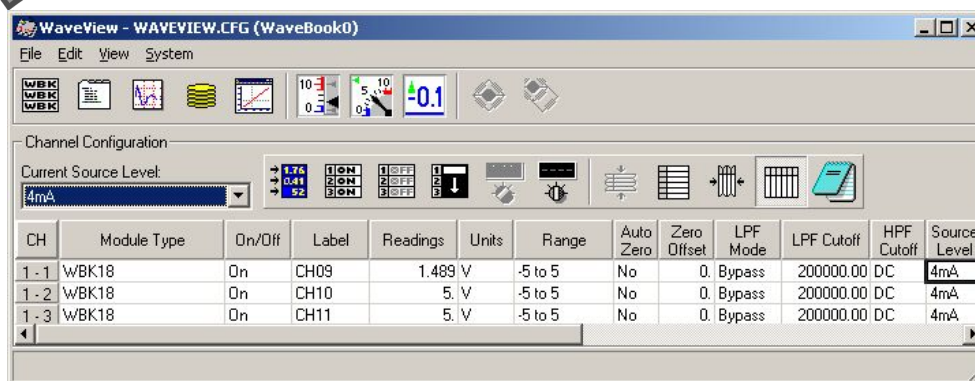 WaveView - WAVEVIEW.CFG (WaveBook0)
File Edit View System
WBK
WBK
WBK
10
0
5 10
0
-0.1
Channel Configuration
Current Source Level:
4mA
1.76
0.41
52
1 ON
2 ON
3 ON
1 OFF
2 OFF
3 OFF
1
2
3
CH Module Type On/Off Label Readings Units Range Auto Zero Zero Offset LPF Mode LPF Cutoff HPF Cutoff Source Level
1 - 1 WBK18 On CH09 1.489 V -5 to 5 No 0. Bypass 200000.00 DC 4mA
1 - 2 WBK18 On CH10 5. V -5 to 5 No 0. Bypass 200000.00 DC 4mA
1 - 3 WBK18 On CH11 5. V -5 to 5 No 0. Bypass 200000.00 DC 4mA